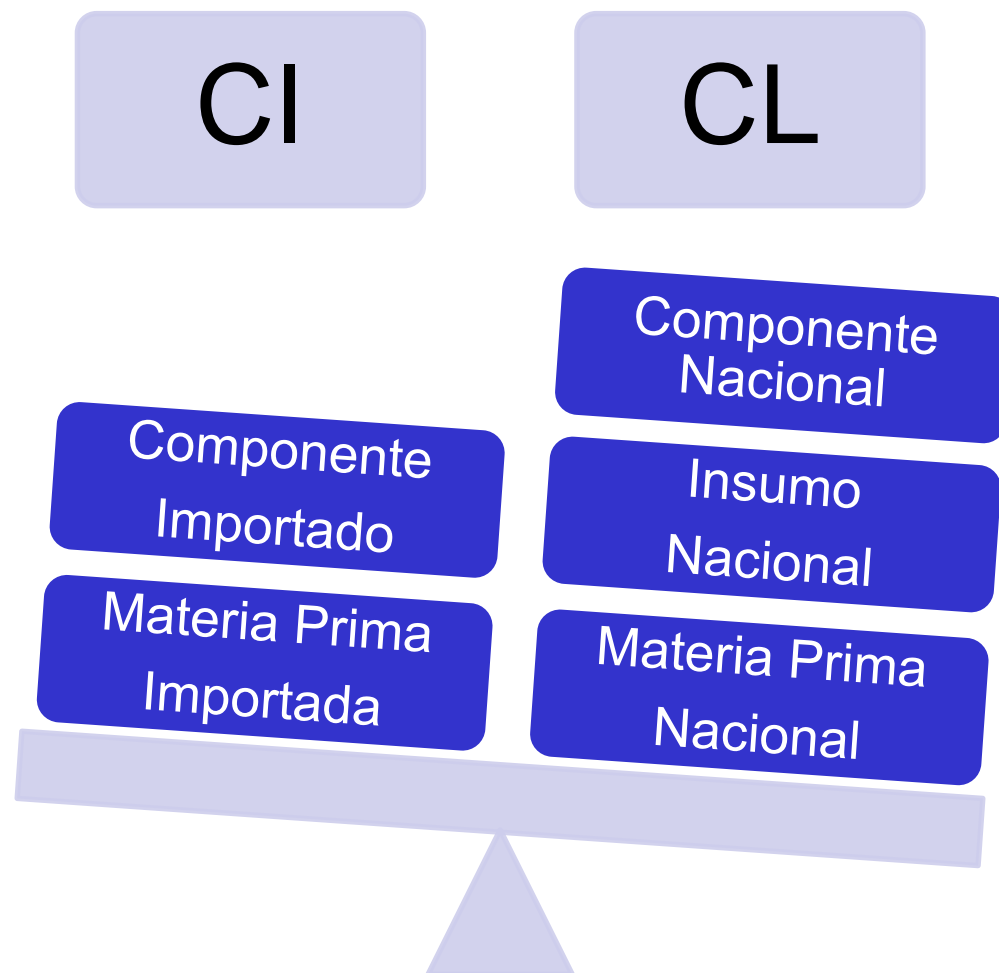 CI
CL
Componente
Importado
Materia Prima
Importada
Componente
Nacional
Insumo
Nacional
Materia Prima
Nacional